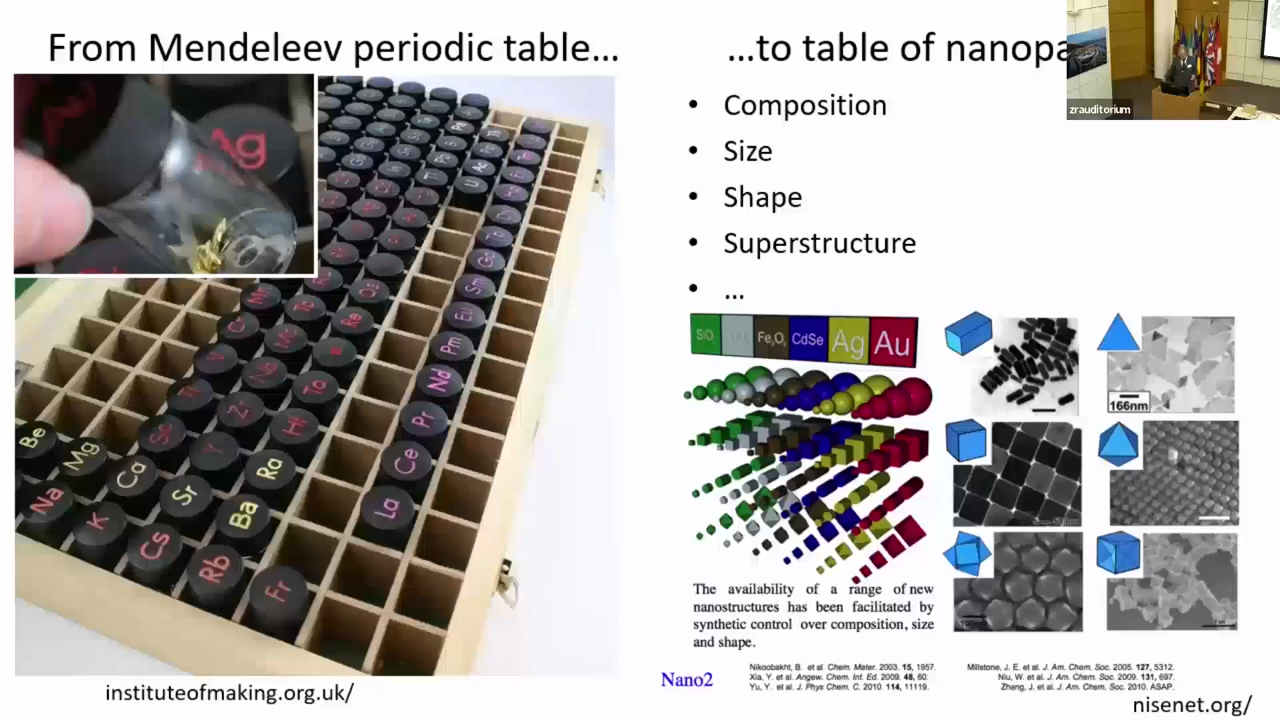 From Mendeleev periodic table…
…to table of nanopa
zrauditorium
Composition
Size
Shape
Superstructure
…
Ag
Be
Mg
Ca
Sr
Ba
Ra
Na
K
Cs
Rb
Fr
Sc
Y
Zr
Hf
Ta
Re
Os
La
Ce
Pr
Nd
Pm
Eu
Sm
U
SiO₂
Fe₂O₃
CdSe
Ag
Au
166nm
The availability of a range of new
nanostructures has been facilitated by
synthetic control over composition, size
and shape.
Nano2
Nikoobakht, B. et al. Chem. Mater. 2003. 15, 1957.
Xia, Y. et al. Angew. Chem. Int. Ed. 2009. 48, 60.
Yu, Y. et al. J. Phys Chem. C. 2010. 114, 11119.
Millstone, J. E. et al. J. Am. Chem. Soc. 2005. 127, 5312.
Niu, W. et al. J. Am. Chem. Soc. 2009. 131, 697.
Zhang, J. et al. J. Am. Chem. Soc. 2010. ASAP.
instituteofmaking.org.uk/
nisenet.org/